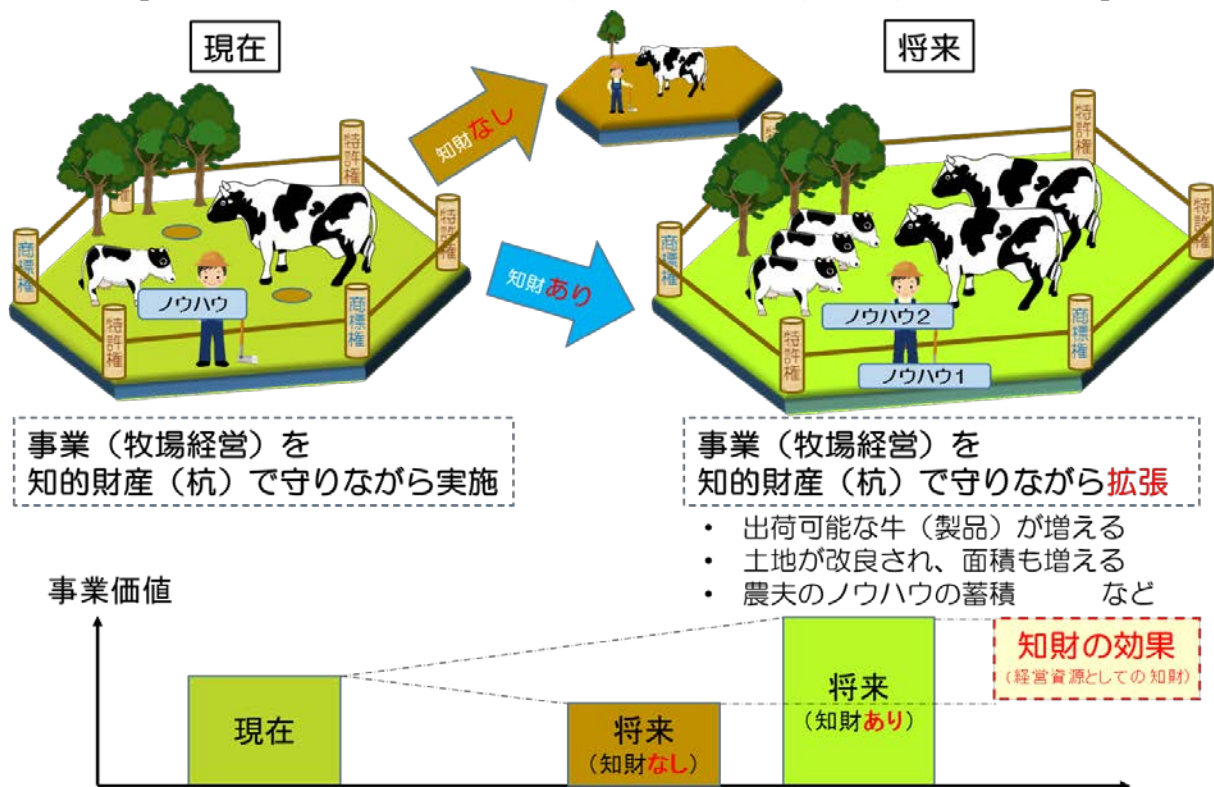 現在
将来
知財なし
知財あり
特許権
特許権
特許権
商標権
特許権
商標権
ノウハウ
特許権
特許権
特許権
商標権
特許権
商標権
ノウハウ2
ノウハウ1
事業（牧場経営）を
知的財産（杭）で守りながら実施
事業（牧場経営）を
知的財産（杭）で守りながら拡張
• 出荷可能な牛（製品）が増える
• 土地が改良され、面積も増える
• 農夫のノウハウの蓄積 など
事業価値
現在
将来
（知財なし）
将来
（知財あり）
知財の効果
（経営資源としての知財）